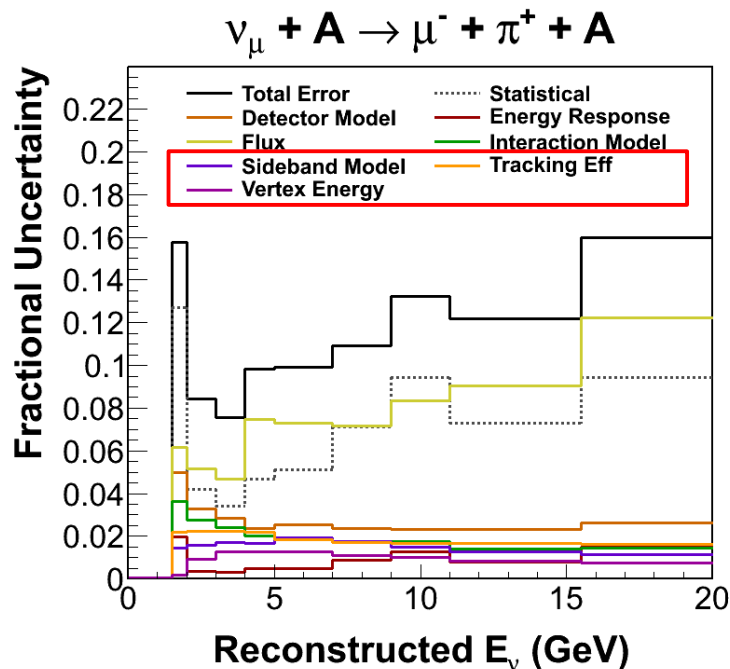 νμ + A → μ- + π+ + A
Total Error
Statistical
Detector Model
Energy Response
Flux
Interaction Model
Sideband Model
Tracking Eff
Vertex Energy
Fractional Uncertainty
0.22
0.2
0.18
0.16
0.14
0.12
0.1
0.08
0.06
0.04
0.02
0
0 5 10 15 20
Reconstructed Eν (GeV)